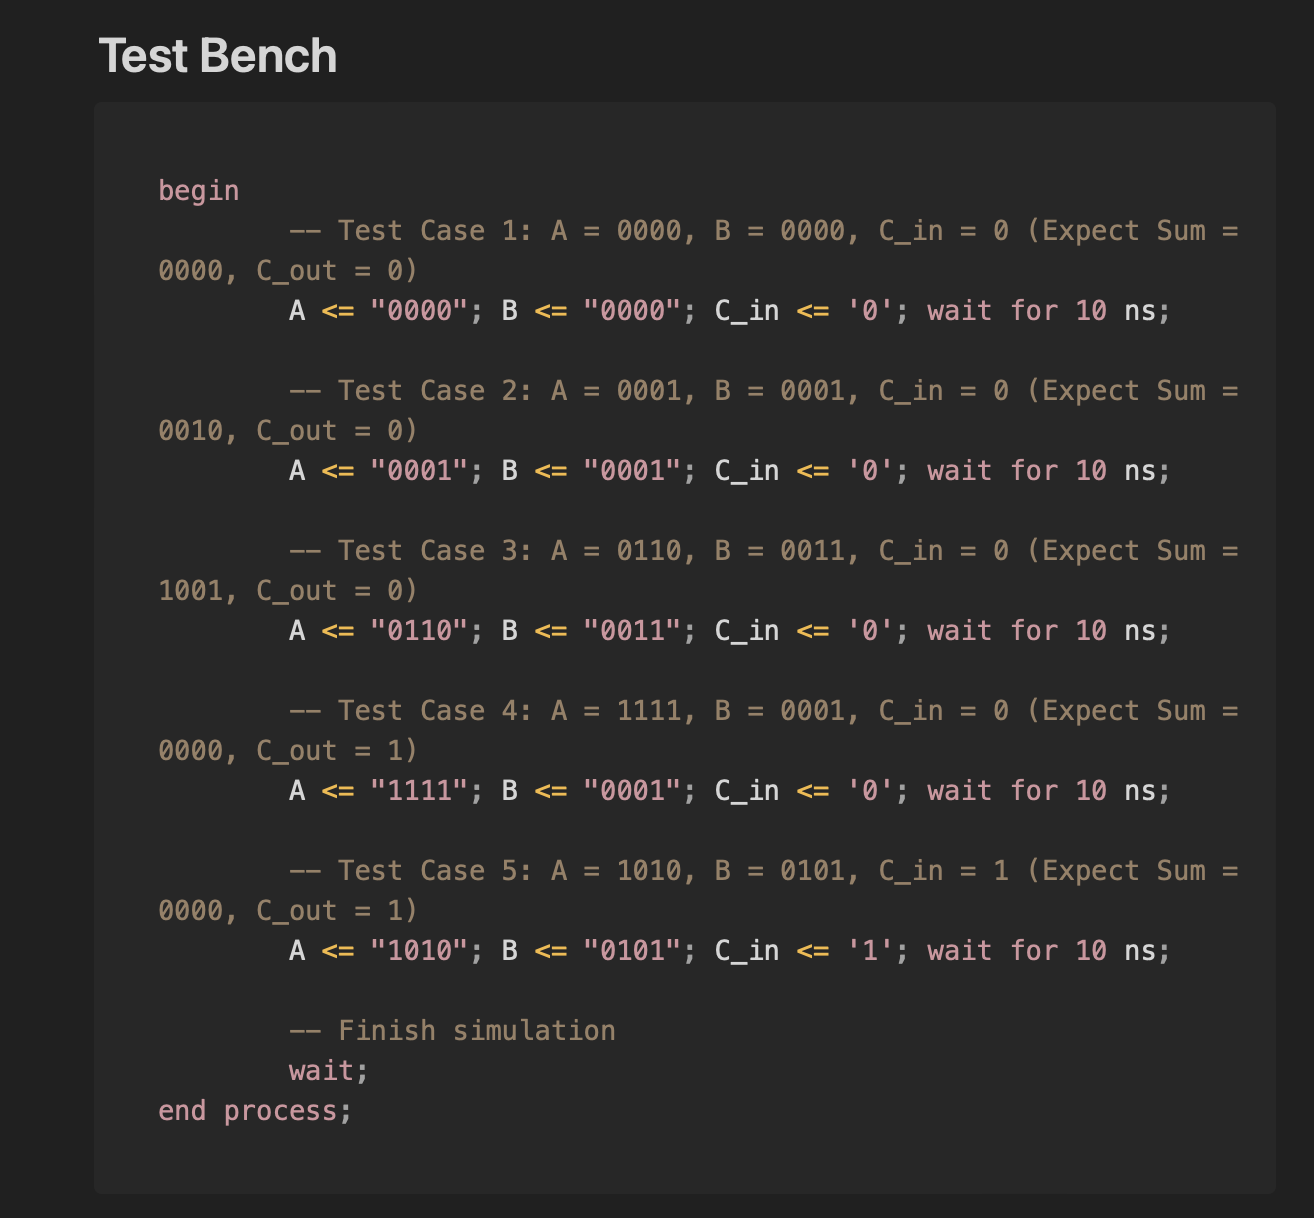 Test Bench
begin
-- Test Case 1: A = 0000, B = 0000, C_in = 0 (Expect Sum =
0000, C_out = 0)
A <= "0000"; B <= "0000"; C_in <= '0'; wait for 10 ns;
-- Test Case 2: A = 0001, B = 0001, C_in = 0 (Expect Sum =
0010, C_out = 0)
A <= "0001"; B <= "0001"; C_in <= '0'; wait for 10 ns;
-- Test Case 3: A = 0110, B = 0011, C_in = 0 (Expect Sum =
1001, C_out = 0)
A <= "0110"; B <= "0011"; C_in <= '0'; wait for 10 ns;
-- Test Case 4: A = 1111, B = 0001, C_in = 0 (Expect Sum =
0000, C_out = 1)
A <= "1111"; B <= "0001"; C_in <= '0'; wait for 10 ns;
-- Test Case 5: A = 1010, B = 0101, C_in = 1 (Expect Sum =
0000, C_out = 1)
A <= "1010"; B <= "0101"; C_in <= '1'; wait for 10 ns;
-- Finish simulation
wait;
end process;